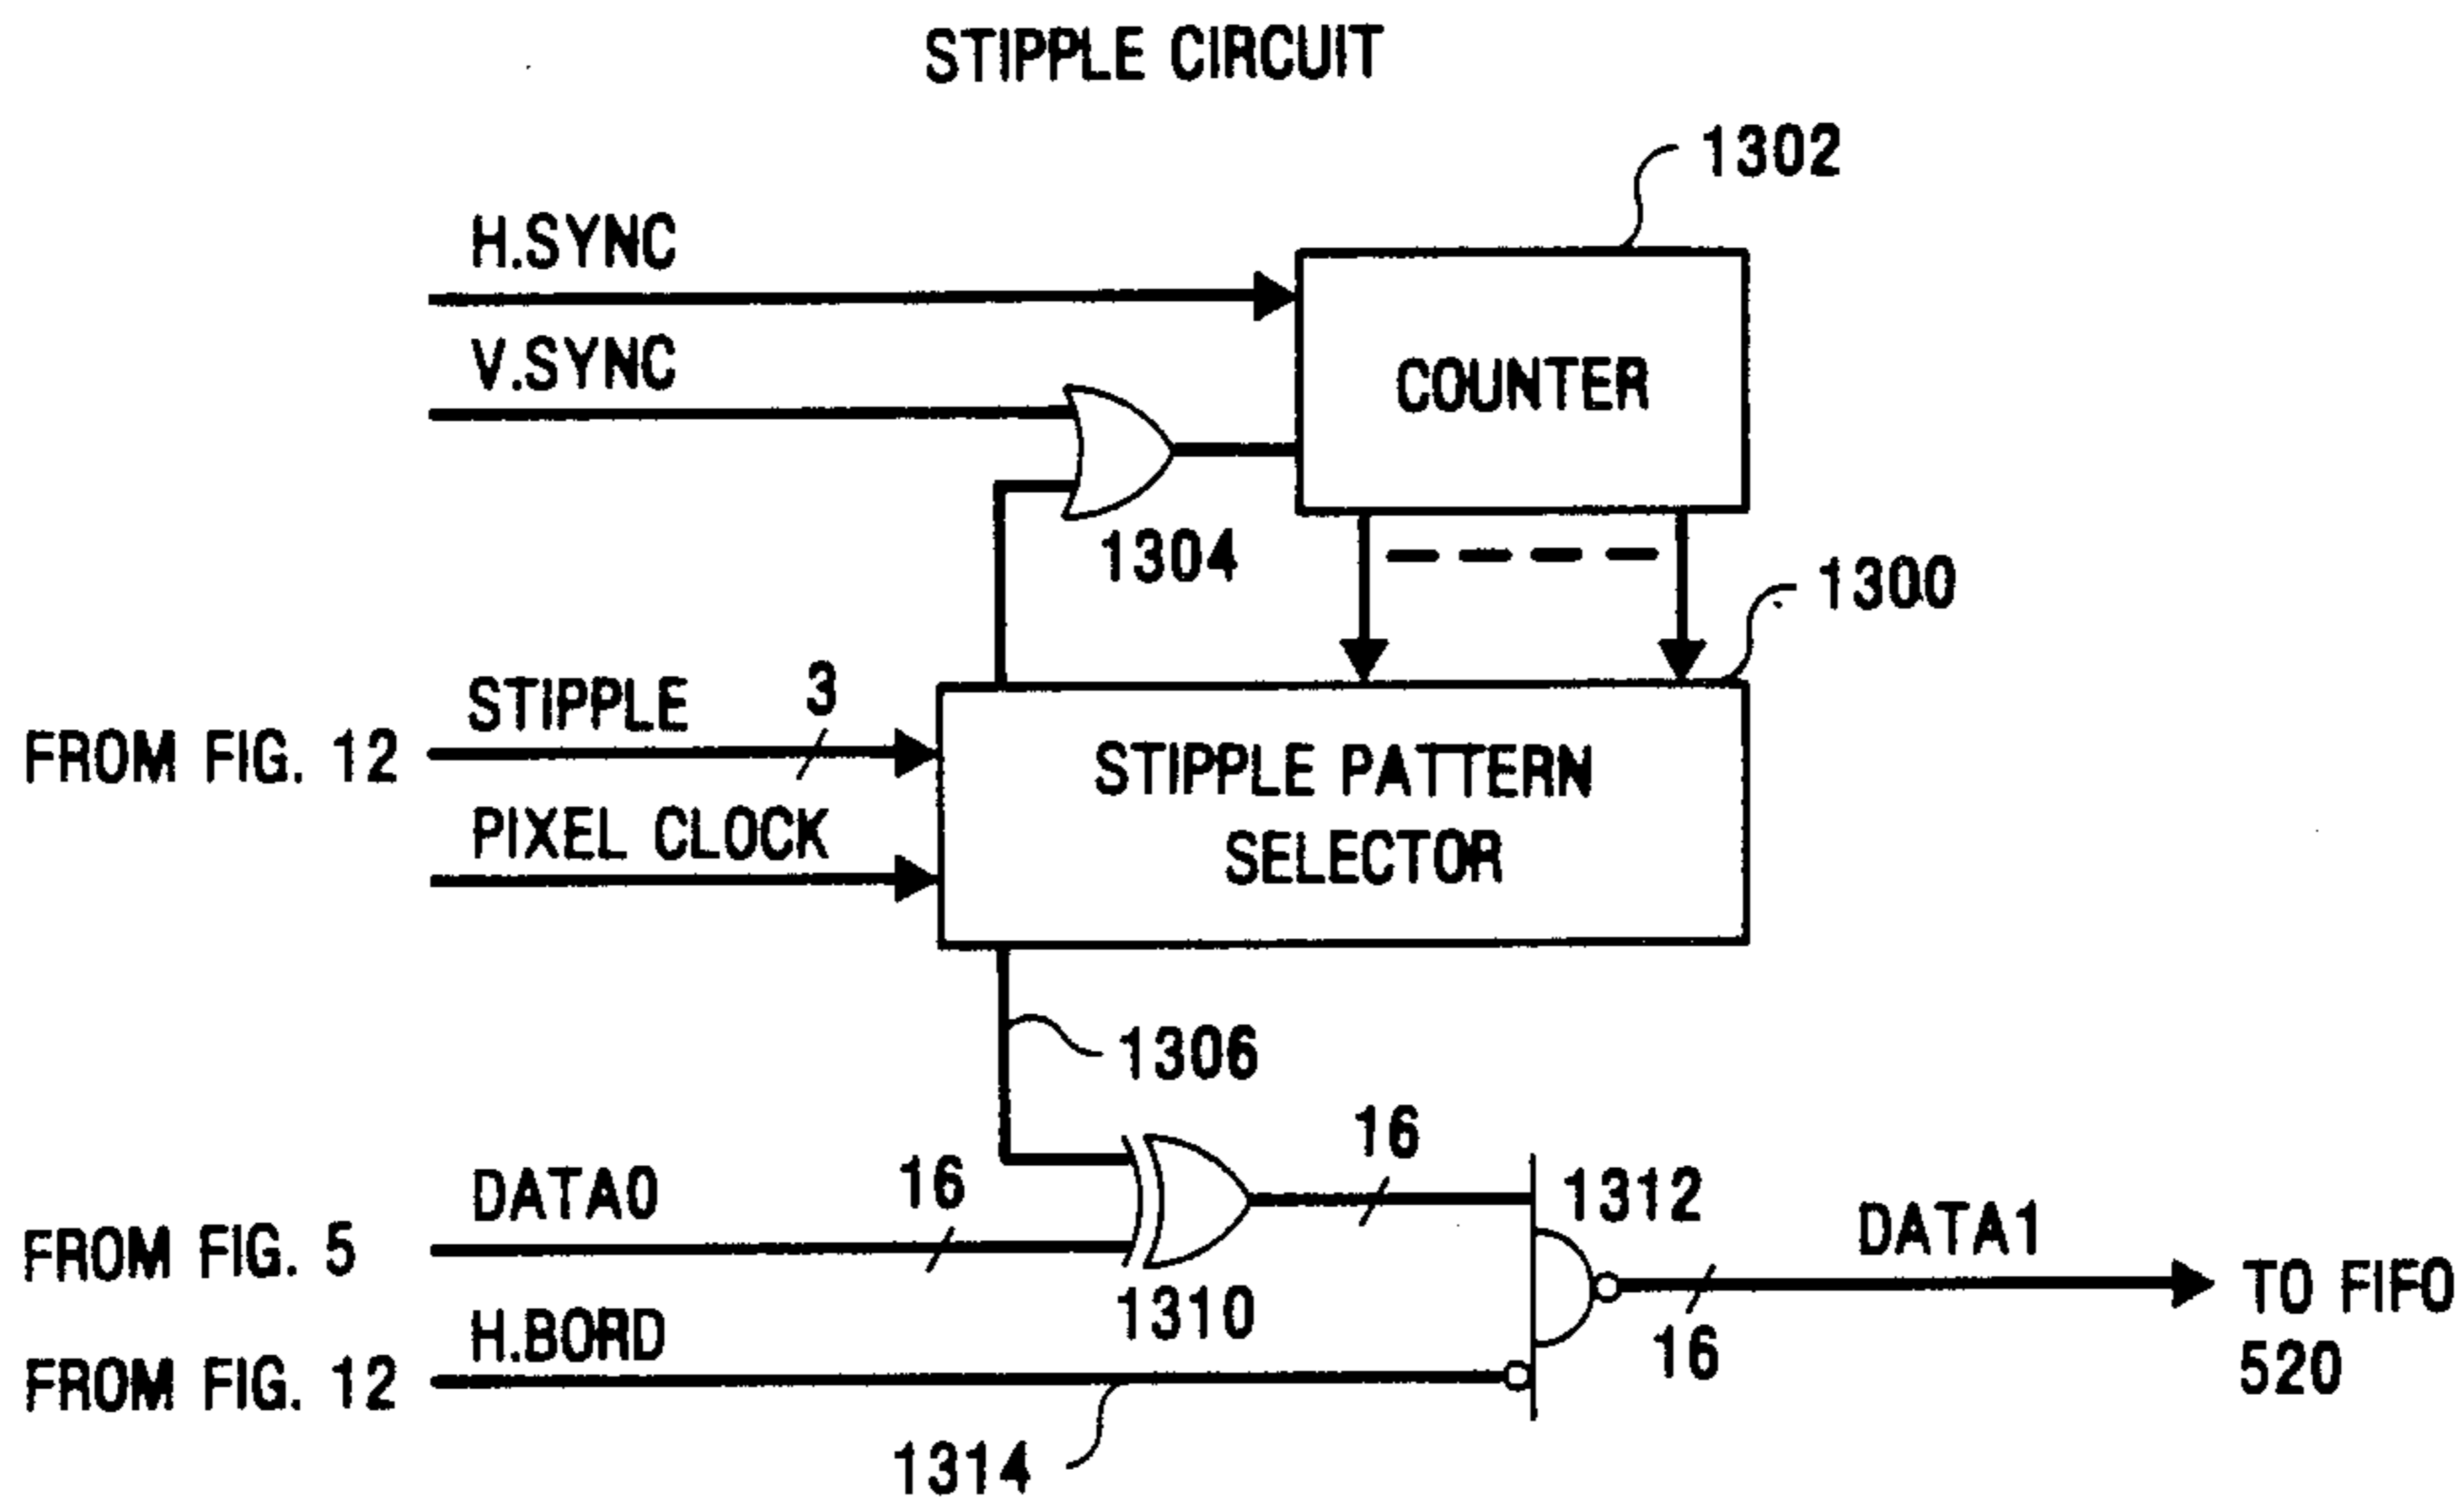 STIPPLE CIRCUIT
1302
H.SYNC
V.SYNC
COUNTER
1304
1300
STIPPLE 3
FROM FIG. 12
PIXEL CLOCK
STIPPLE PATTERN
SELECTOR
1306
DATA0 16
16
1312
DATA1
FROM FIG. 5
1310
TO FIFO
520
H.BORD
16
FROM FIG. 12
1314